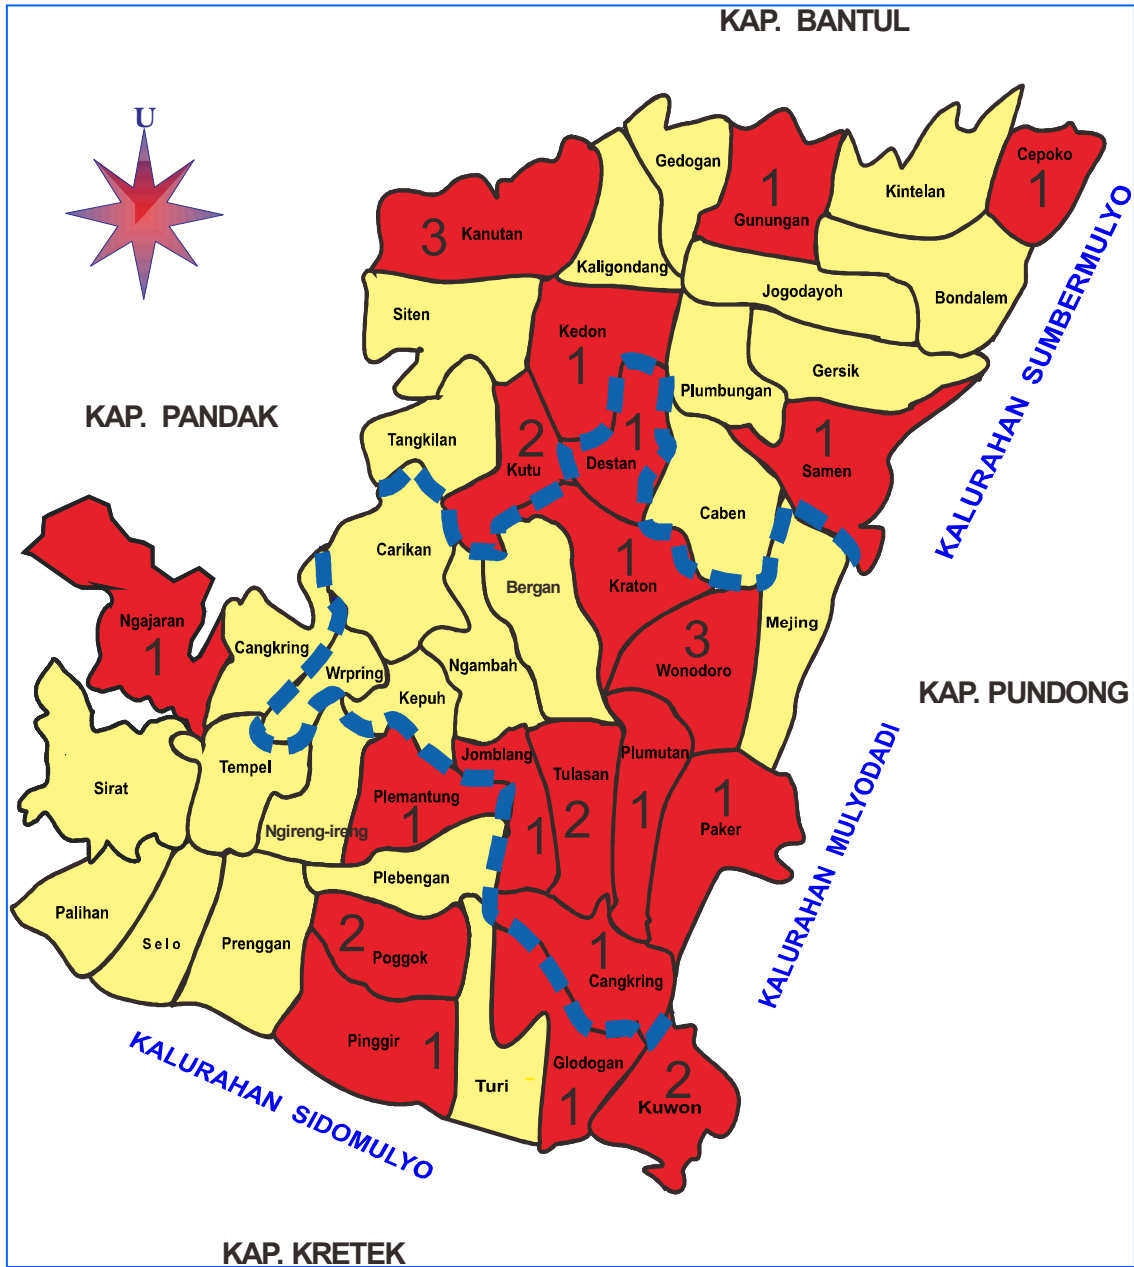 KAP. BANTUL
U
Gedogan
1
Gunungan
Kintelan
Cepoko
1
3 Kanutan
Kaligondang
Jogodayoh
Bondalem
Siten
Kedon
1
Gersik
Plumbungan
KAP. PANDAK
Tangkilan
2
Kutu
1
Destan
1
Samen
KALURAHAN SUMBERMULYO
Caben
Carikan
Bergan
1
Kraton
Mejing
Ngajaran
1
Cangkring
Wrpring
Ngambah
3
Wonodoro
Kepuh
KAP. PUNDONG
Sirat
Tempel
Jomblang
1
Tulasan
2
Plumutan
1
Plemantung
1
1
Paker
KALURAHAN MULYODADI
Ngireng-ireng
Plebengan
Palihan
Selo
Prenggan
2
Poggok
1
Cangkring
Pinggir 1
Turi
Glodogan
1
2
Kuwon
KALURAHAN SIDOMULYO
KAP. KRETEK